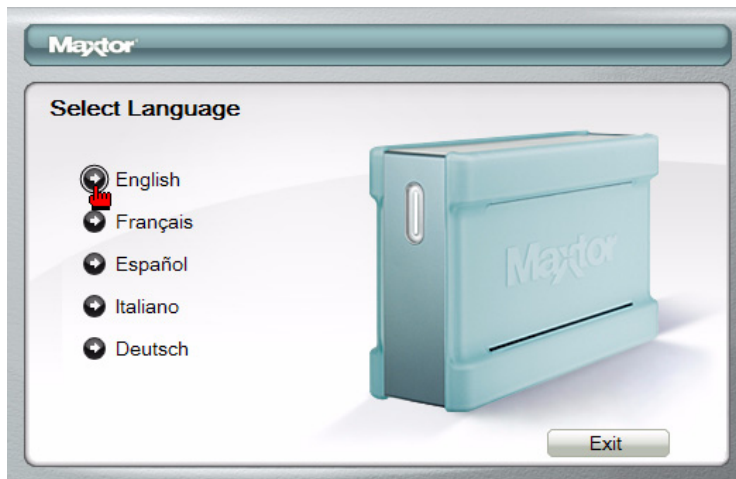 Maxtor
Select Language
English
Français
Español
Italiano
Deutsch
Maxtor
Exit